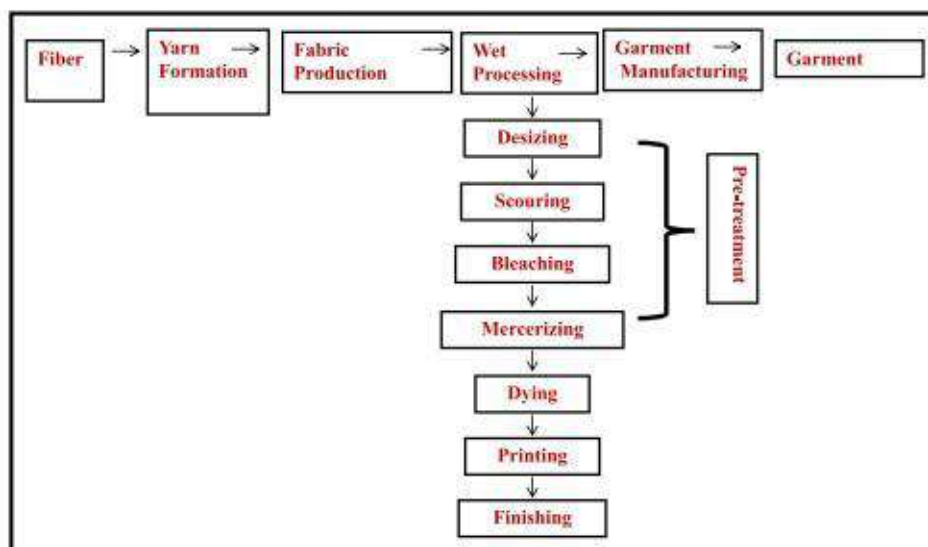 Fiber
Yarn
Formation
Fabric
Production
Wet
Processing
Garment
Manufacturing
Garment
Desizing
Scouring
Bleaching
Mercerizing
Pre-treatment
Dying
Printing
Finishing